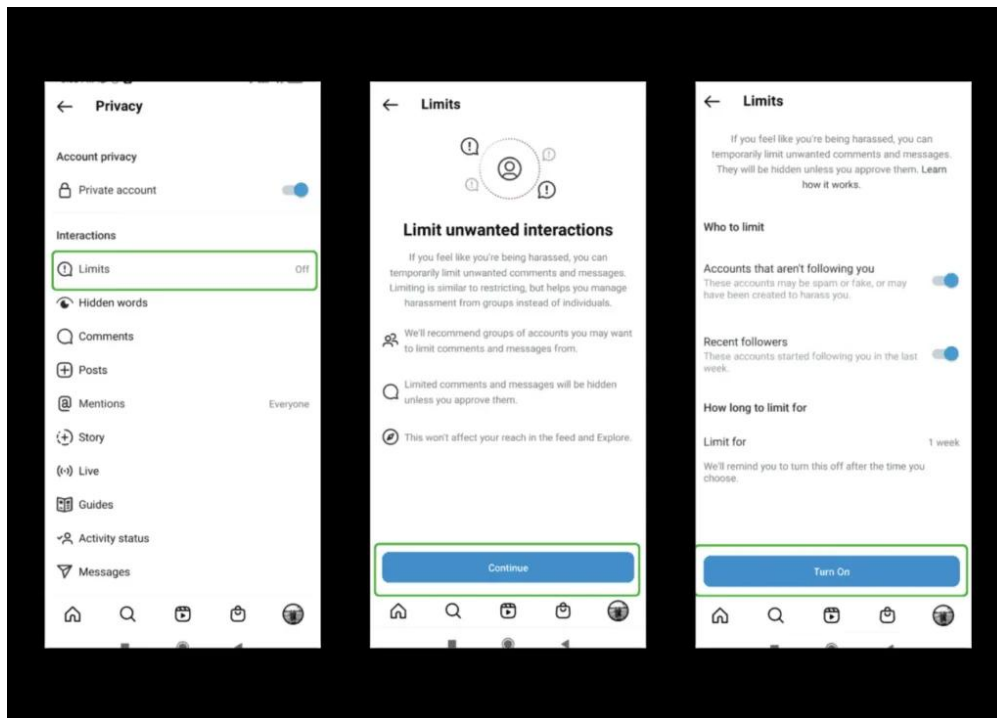 Privacy
Account privacy
Private account
Interactions
Limits Off
Hidden words
Comments
Posts
Mentions Everyone
Story
Live
Guides
Activity status
Messages
Limits
Limit unwanted interactions
If you feel like you're being harassed, you can
temporarily limit unwanted comments and messages.
Limiting is similar to restricting, but helps you manage
harassment from groups instead of individuals.
We'll recommend groups of accounts you may want
to limit comments and messages from.
Limited comments and messages will be hidden
unless you approve them.
This won't affect your reach in the feed and Explore.
Continue
Limits
If you feel like you're being harassed, you can
temporarily limit unwanted comments and messages.
They will be hidden unless you approve them. Learn
how it works.
Who to limit
Accounts that aren't following you
These accounts may be spam or fake, or may
have been created to harass you.
Recent followers
These accounts started following you in the last
week.
How long to limit for
Limit for 1 week
We'll remind you to turn this off after the time you
choose.
Turn On